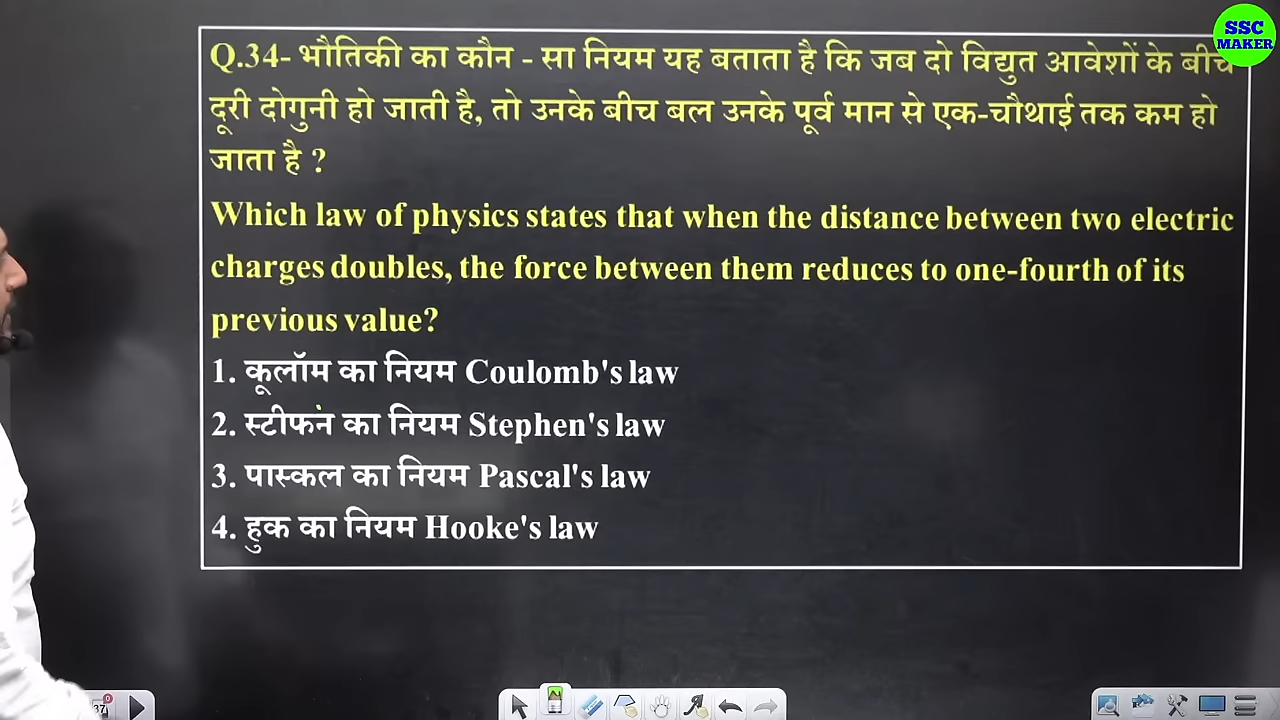 SSC
MAKER
Q.34- भौतिकी का कौन - सा नियम यह बताता है कि जब दो विद्युत आवेशों के बीच
दूरी दोगुनी हो जाती है, तो उनके बीच बल उनके पूर्व मान से एक-चौथाई तक कम हो
जाता है ?
Which law of physics states that when the distance between two electric
charges doubles, the force between them reduces to one-fourth of its
previous value?
1. कूलॉम का नियम Coulomb's law
2. स्टीफन का नियम Stephen's law
3. पास्कल का नियम Pascal's law
4. हुक का नियम Hooke's law